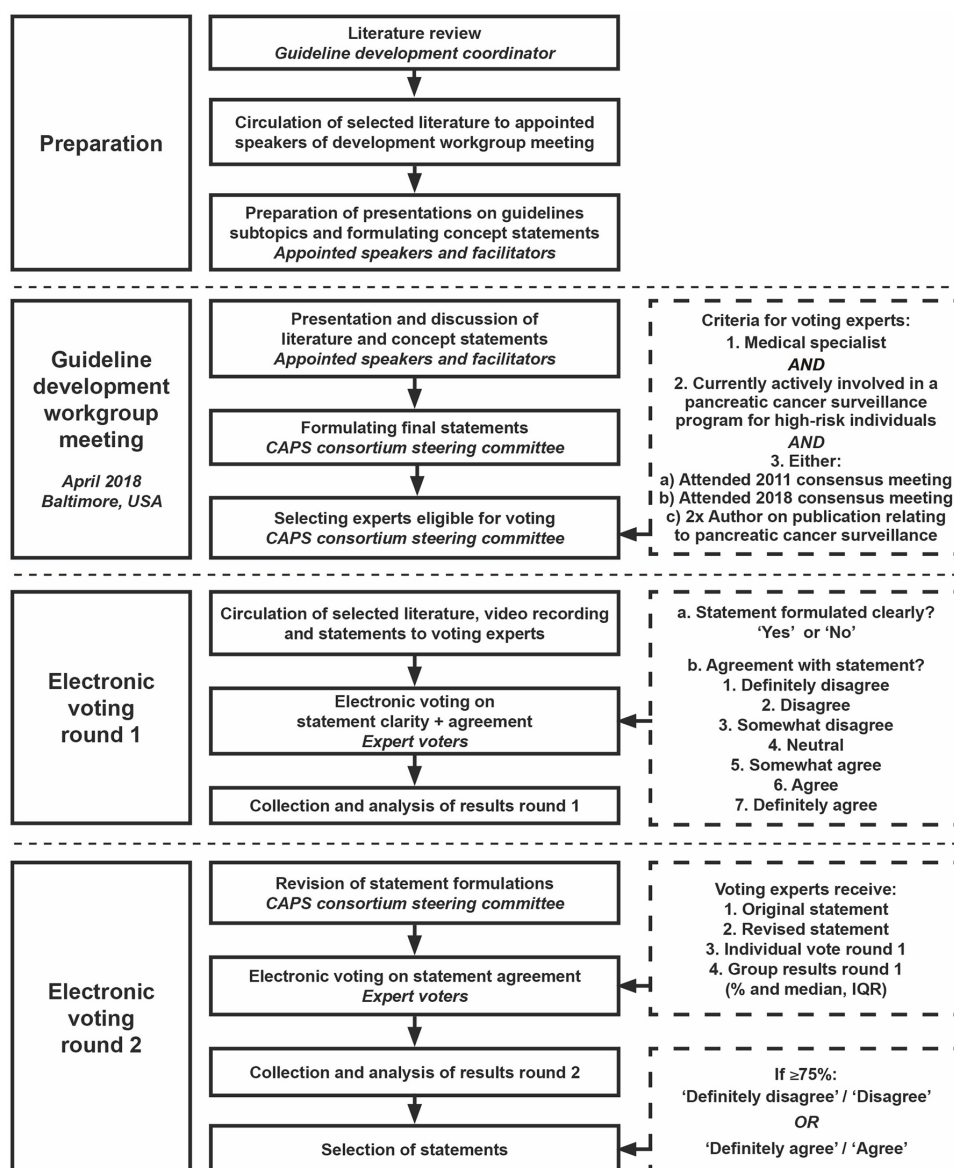 Preparation
Literature review
Guideline development coordinator
Circulation of selected literature to appointed
speakers of development workgroup meeting
Preparation of presentations on guidelines
subtopics and formulating concept statements
Appointed speakers and facilitators
Guideline
development
workgroup
meeting
April 2018
Baltimore, USA
Presentation and discussion of
literature and concept statements
Appointed speakers and facilitators
Formulating final statements
CAPS consortium steering committee
Selecting experts eligible for voting
CAPS consortium steering committee
Criteria for voting experts:
1. Medical specialist
AND
2. Currently actively involved in a
pancreatic cancer surveillance
program for high-risk individuals
AND
3. Either:
a) Attended 2011 consensus meeting
b) Attended 2018 consensus meeting
c) 2x Author on publication relating
to pancreatic cancer surveillance
Electronic
voting
round 1
Circulation of selected literature, video recording
and statements to voting experts
Electronic voting on
statement clarity + agreement
Expert voters
Collection and analysis of results round 1
a. Statement formulated clearly?
‘Yes’ or ‘No’
b. Agreement with statement?
1. Definitely disagree
2. Disagree
3. Somewhat disagree
4. Neutral
5. Somewhat agree
6. Agree
7. Definitely agree
Electronic
voting
round 2
Revision of statement formulations
CAPS consortium steering committee
Electronic voting on statement agreement
Expert voters
Collection and analysis of results round 2
Selection of statements
Voting experts receive:
1. Original statement
2. Revised statement
3. Individual vote round 1
4. Group results round 1
(% and median, IQR)
If ≥75%:
‘Definitely disagree’ / ‘Disagree’
OR
‘Definitely agree’ / ‘Agree’